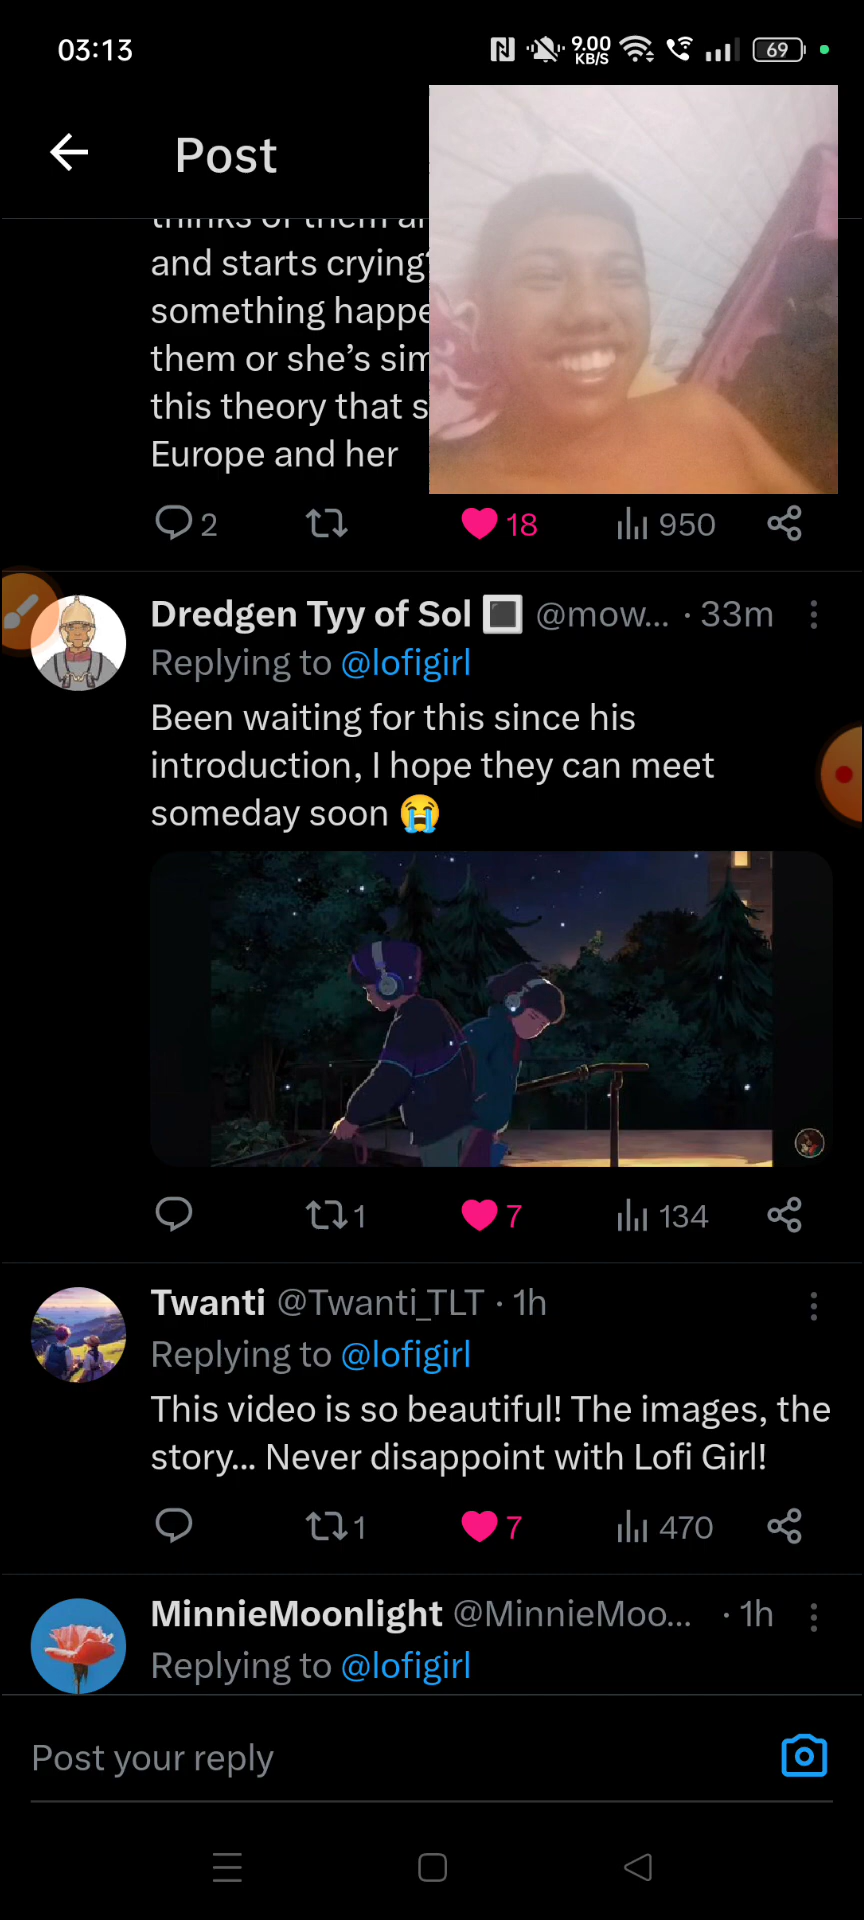 03:13
9.00
KB/S
69
Post
and starts crying?
something happe
them or she's sim
this theory that s
Europe and her
2
18
950
Dredgen Tyy of Sol @mow... · 33m
Replying to @lofigirl
Been waiting for this since his
introduction, I hope they can meet
someday soon 😭
1
7
134
Twanti @Twanti_TLT · 1h
Replying to @lofigirl
This video is so beautiful! The images, the
story... Never disappoint with Lofi Girl!
1
7
470
MinnieMoonlight @MinnieMoo... · 1h
Replying to @lofigirl
Post your reply